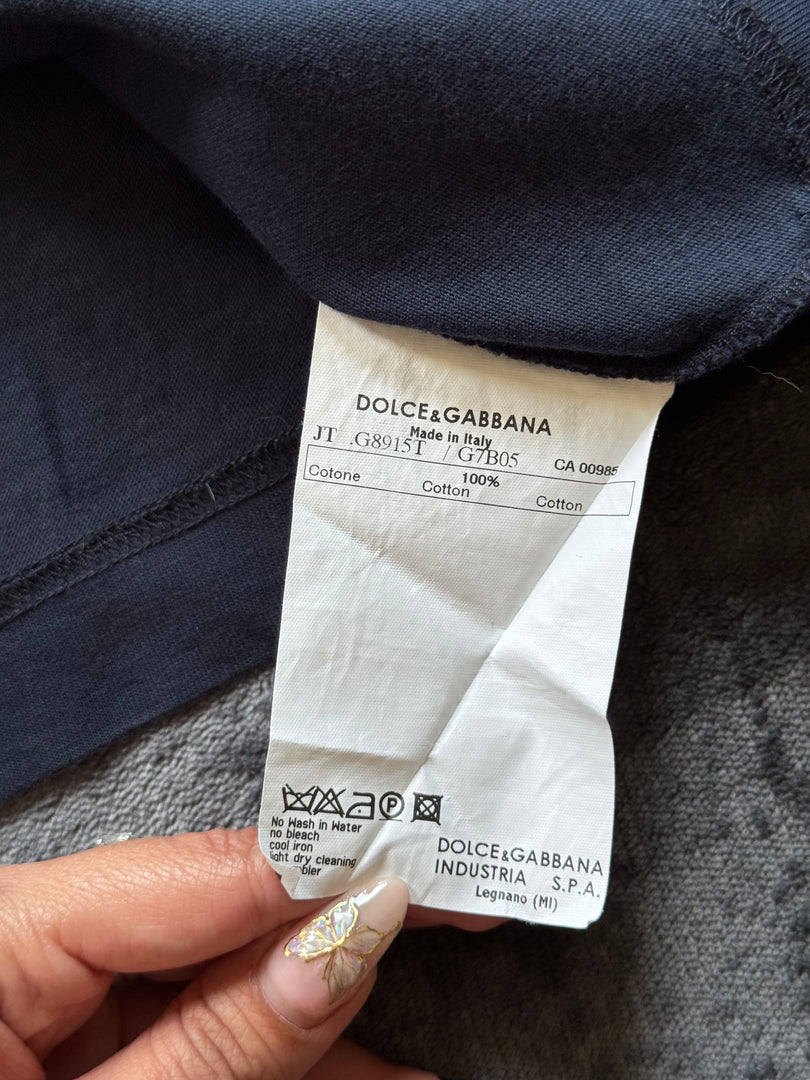 DOLCE&GABBANA
Made in Italy
JT .G8915T / G7B05 CA 00985
100%
Cotone Cotton Cotton
No Wash in Water
no bleach
cool iron
light dry cleaning
DOLCE&GABBANA
INDUSTRIA S.P.A.
Legnano (MI)